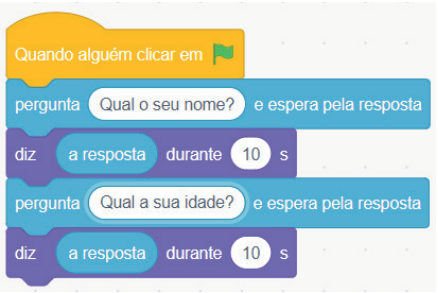 Quando alguém clicar em
pergunta Qual o seu nome? e espera pela resposta
diz a resposta durante 10 s
pergunta Qual a sua idade? e espera pela resposta
diz a resposta durante 10 s